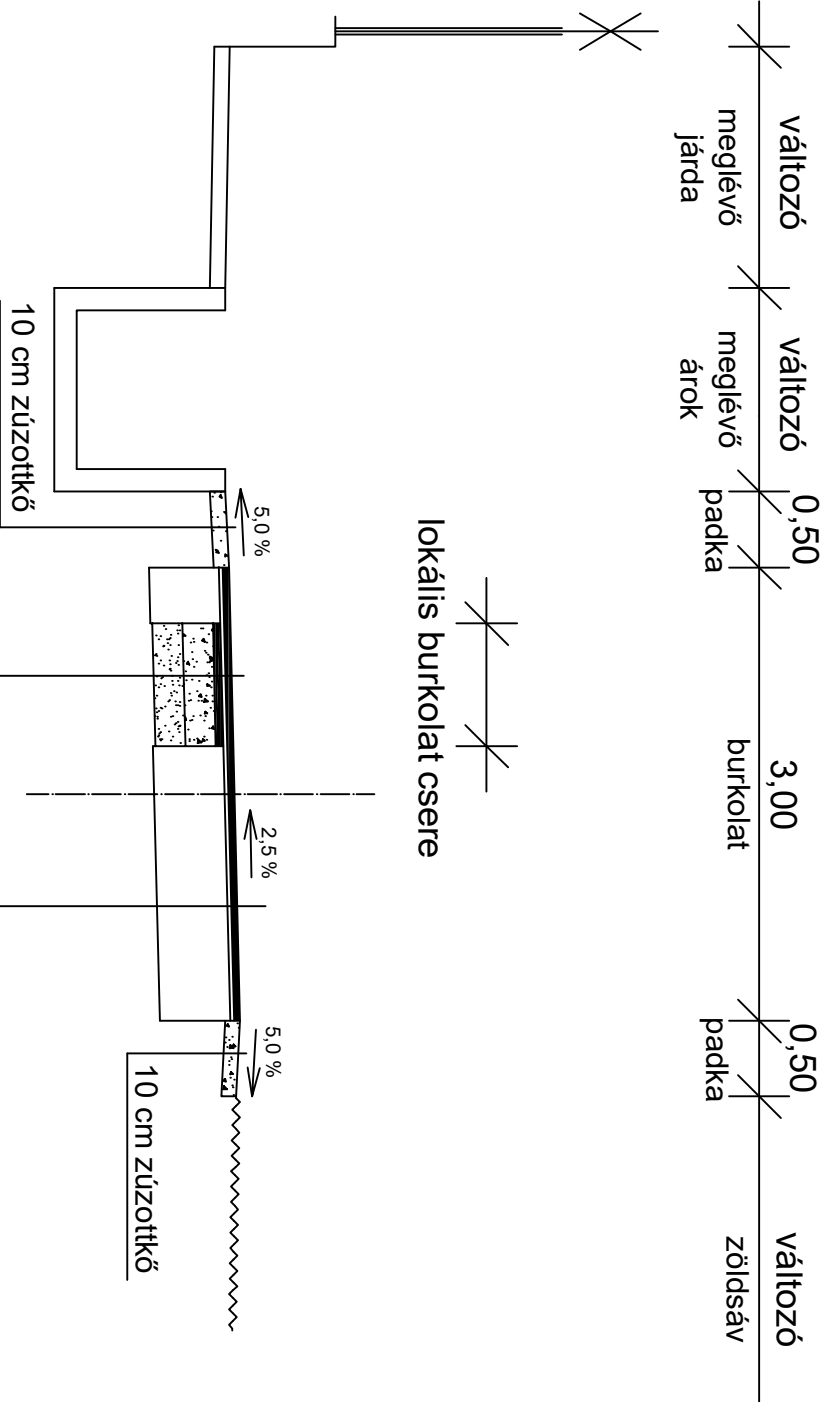 változó
változó
0,50
3,00
0,50
változó
meglévő
járda
meglévő
árok
padka
burkolat
padka
zöldsáv
lokális burkolat csere
5,0 %
2,5 %
5,0 %
10 cm zúzottkő
10 cm zúzottkő